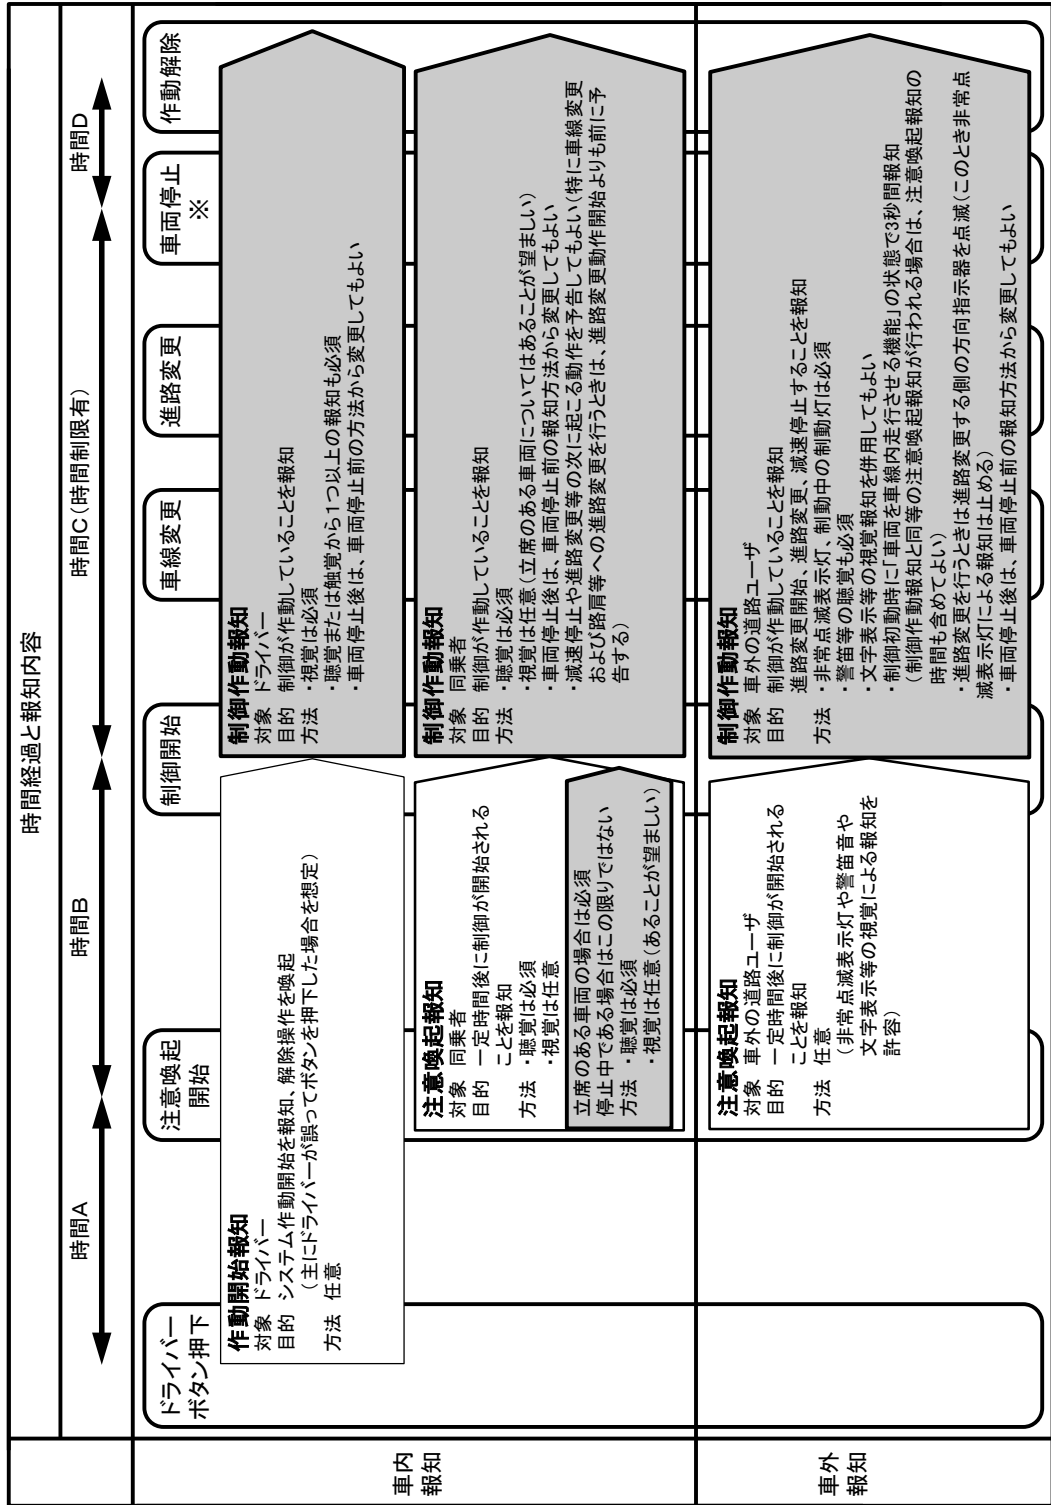 時間経過と報知内容
時間A
時間B
時間C(時間制限有)
時間D
ドライバー
ボタン押下
注意喚起
開始
制御開始
車線変更
進路変更
車両停止
※
作動解除
車内
報知
作動開始報知
対象 ドライバー
目的 システム作動開始を報知、解除操作を喚起
(主にドライバーが誤ってボタンを押下した場合を想定)
方法 任意
制御作動報知
対象 ドライバー
目的 制御が作動していることを報知
方法 ・視覚は必須
・聴覚または触覚から1つ以上の報知も必須
・車両停止後は、車両停止前の方法から変更してもよい
注意喚起報知
対象 同乗者
目的 一定時間後に制御が開始される
ことを報知
方法 ・聴覚は必須
・視覚は任意
立席のある車両の場合は必須
停止中である場合はこの限りではない
方法 ・聴覚は必須
・視覚は任意(あることが望ましい)
制御作動報知
対象 同乗者
目的 制御が作動していることを報知
方法 ・聴覚は必須
・視覚は任意(立席のある車両についてはあることが望ましい)
・車両停止後は、車両停止前の報知方法から変更してもよい
・減速停止や進路変更等の次に起こる動作を予告してもよい(特に車線変更
および路肩等への進路変更を行うときは、進路変更動作開始よりも前に予
告する)
車外
報知
注意喚起報知
対象 車外の道路ユーザ
目的 一定時間後に制御が開始される
ことを報知
方法 任意
(非常点滅表示灯や警笛音や
文字表示等の視覚による報知を
許容)
制御作動報知
対象 車外の道路ユーザ
目的 制御が作動していることを報知
進路変更開始、進路変更、減速停止することを報知
方法 ・非常点滅表示灯、制動中の制動灯は必須
・警笛等の聴覚も必須
・文字表示等の視覚報知を併用してもよい
・制御初動時に「車両を車線内走行させる機能」の状態で3秒間報知
(制御作動報知と同等の注意喚起報知が行われる場合は、注意喚起報知の
時間も含めてよい)
・進路変更を行うときは進路変更する側の方向指示器を点滅(このとき非常点
滅表示灯による報知は止める)
・車両停止後は、車両停止前の報知方法から変更してもよい